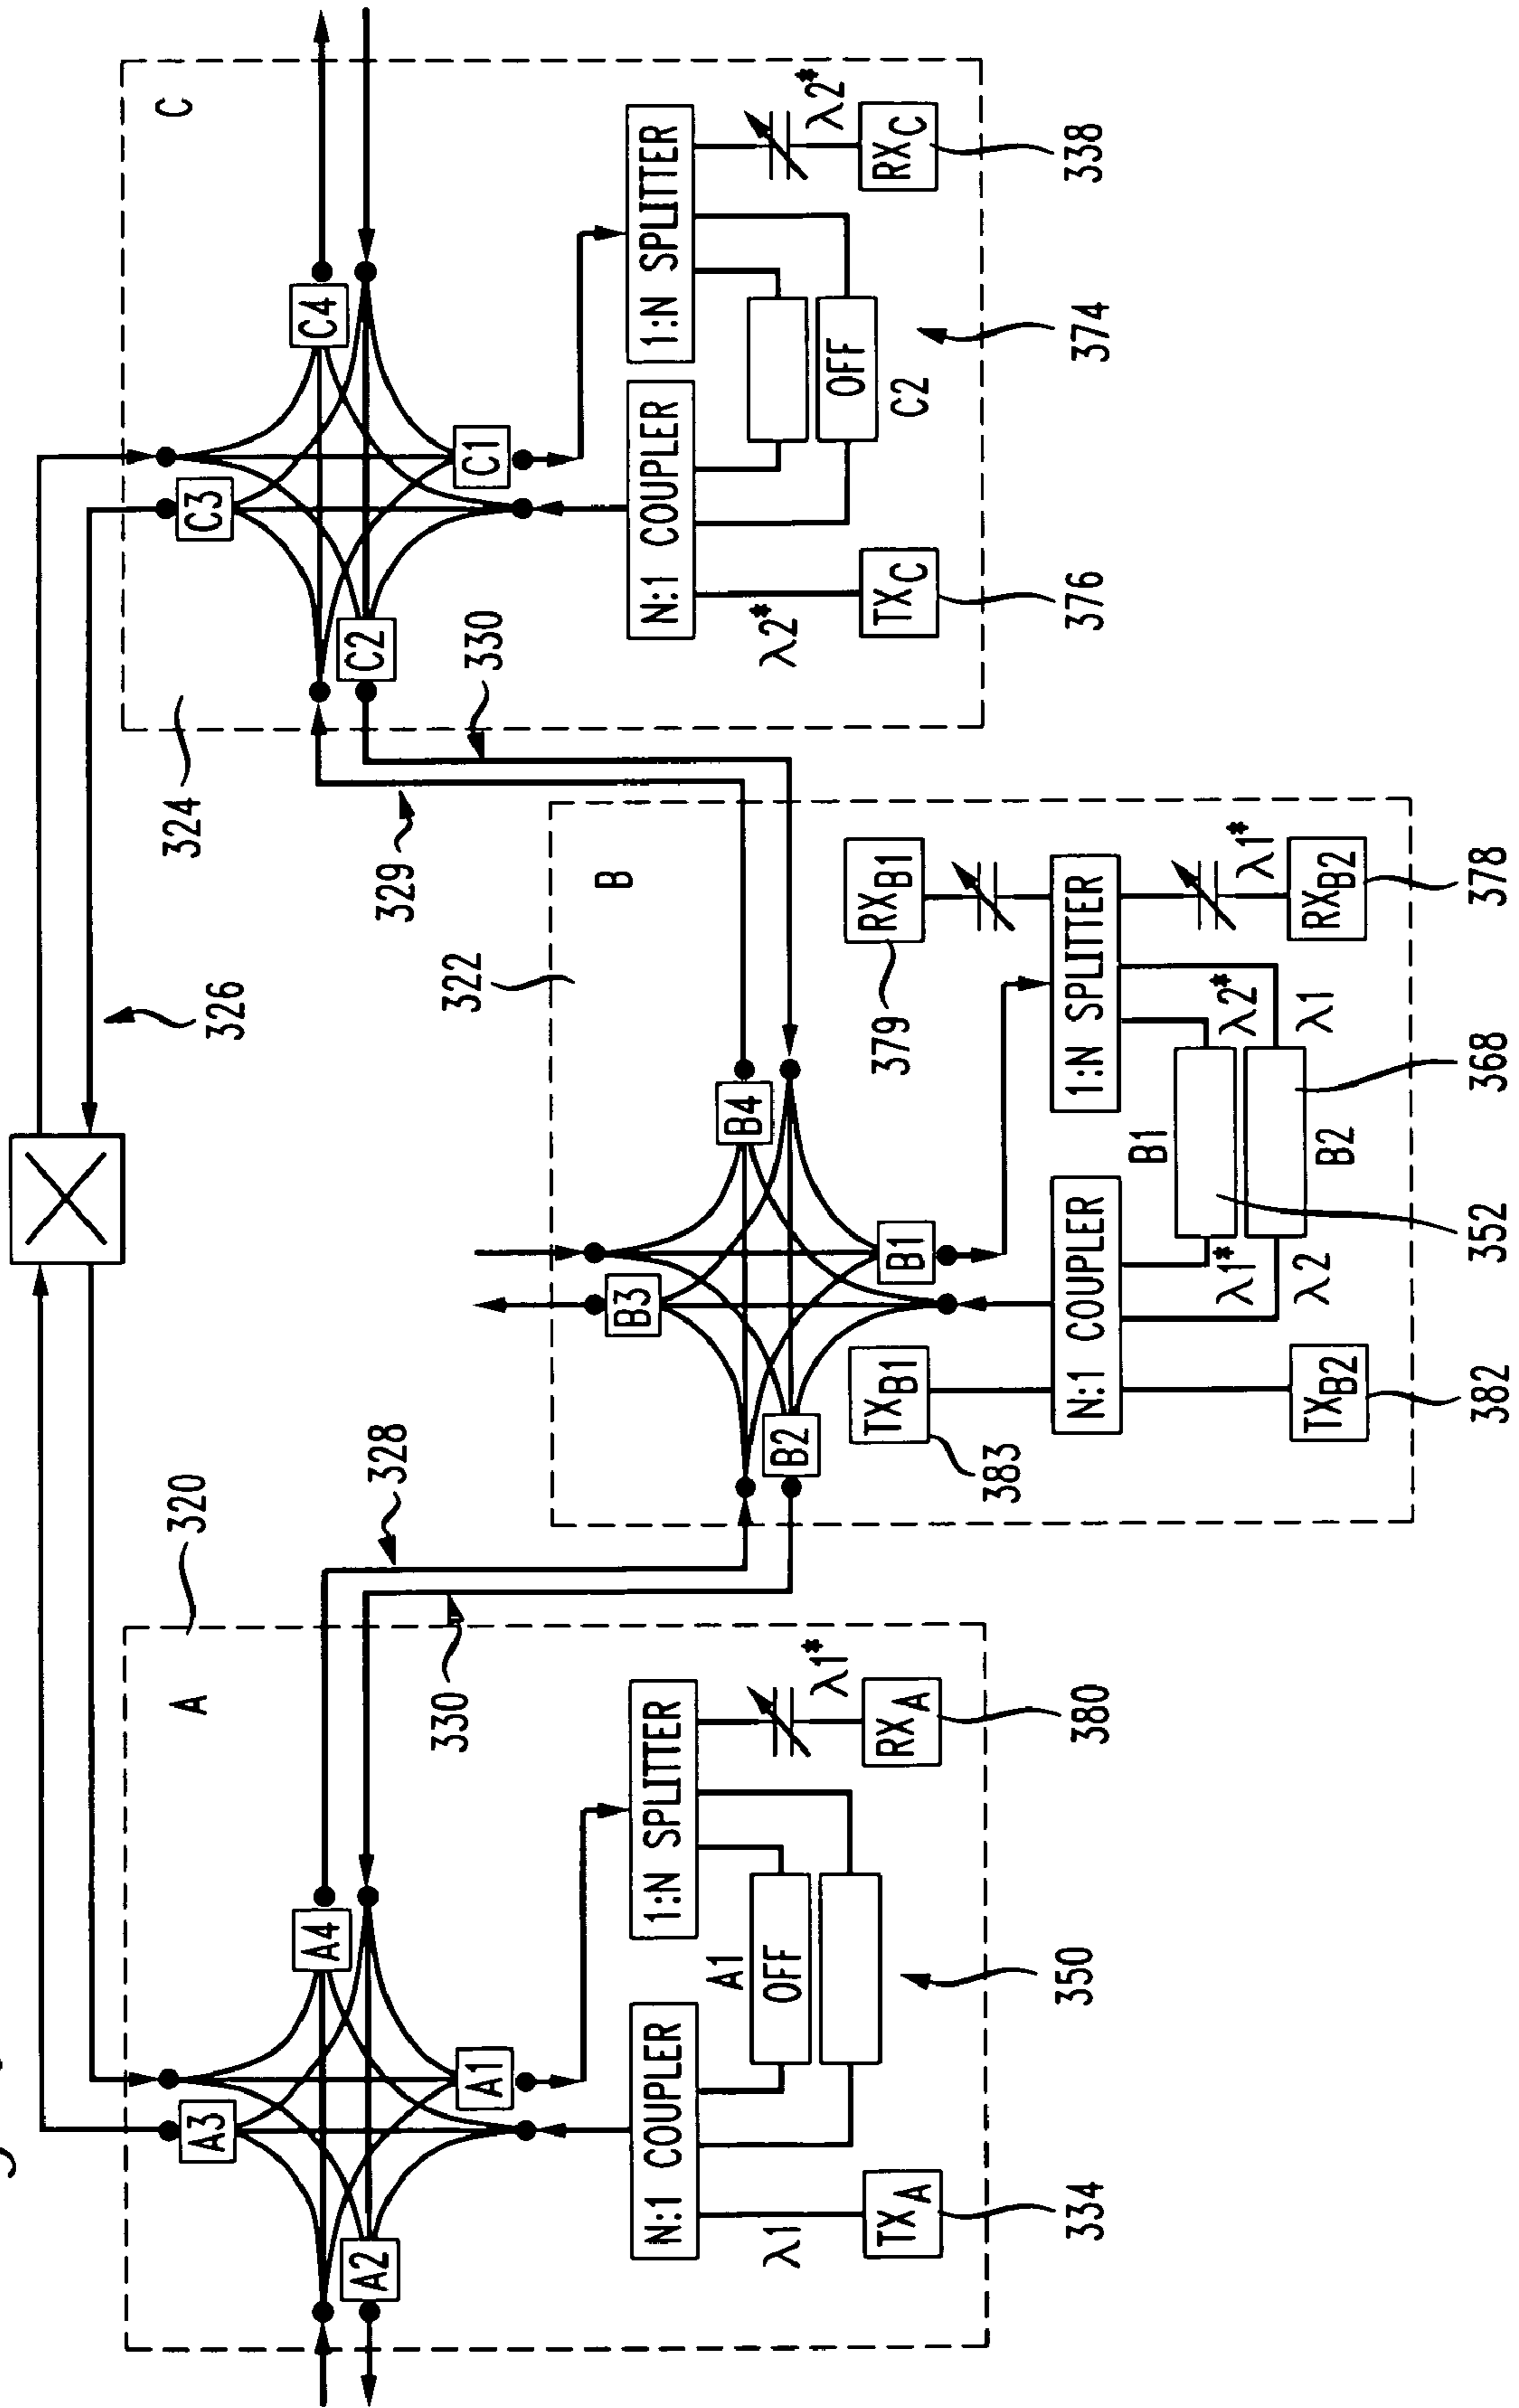 326
A
320
A3
A4
A2
A1
328
330
N:1 COUPLER
1:N SPLITTER
A1
OFF
λ1
λ1*
TXA
RXA
334
350
380
322
B
B3
B4
B2
B1
TXB1
383
RXB1
379
N:1 COUPLER
1:N SPLITTER
B1
λ1*
λ2*
λ2
λ1
B2
λ1*
TXB2
RXB2
382
352
368
378
324
C
C3
C4
C2
C1
329
330
N:1 COUPLER
1:N SPLITTER
OFF
C2
λ2*
λ2*
TXC
RXC
376
374
338